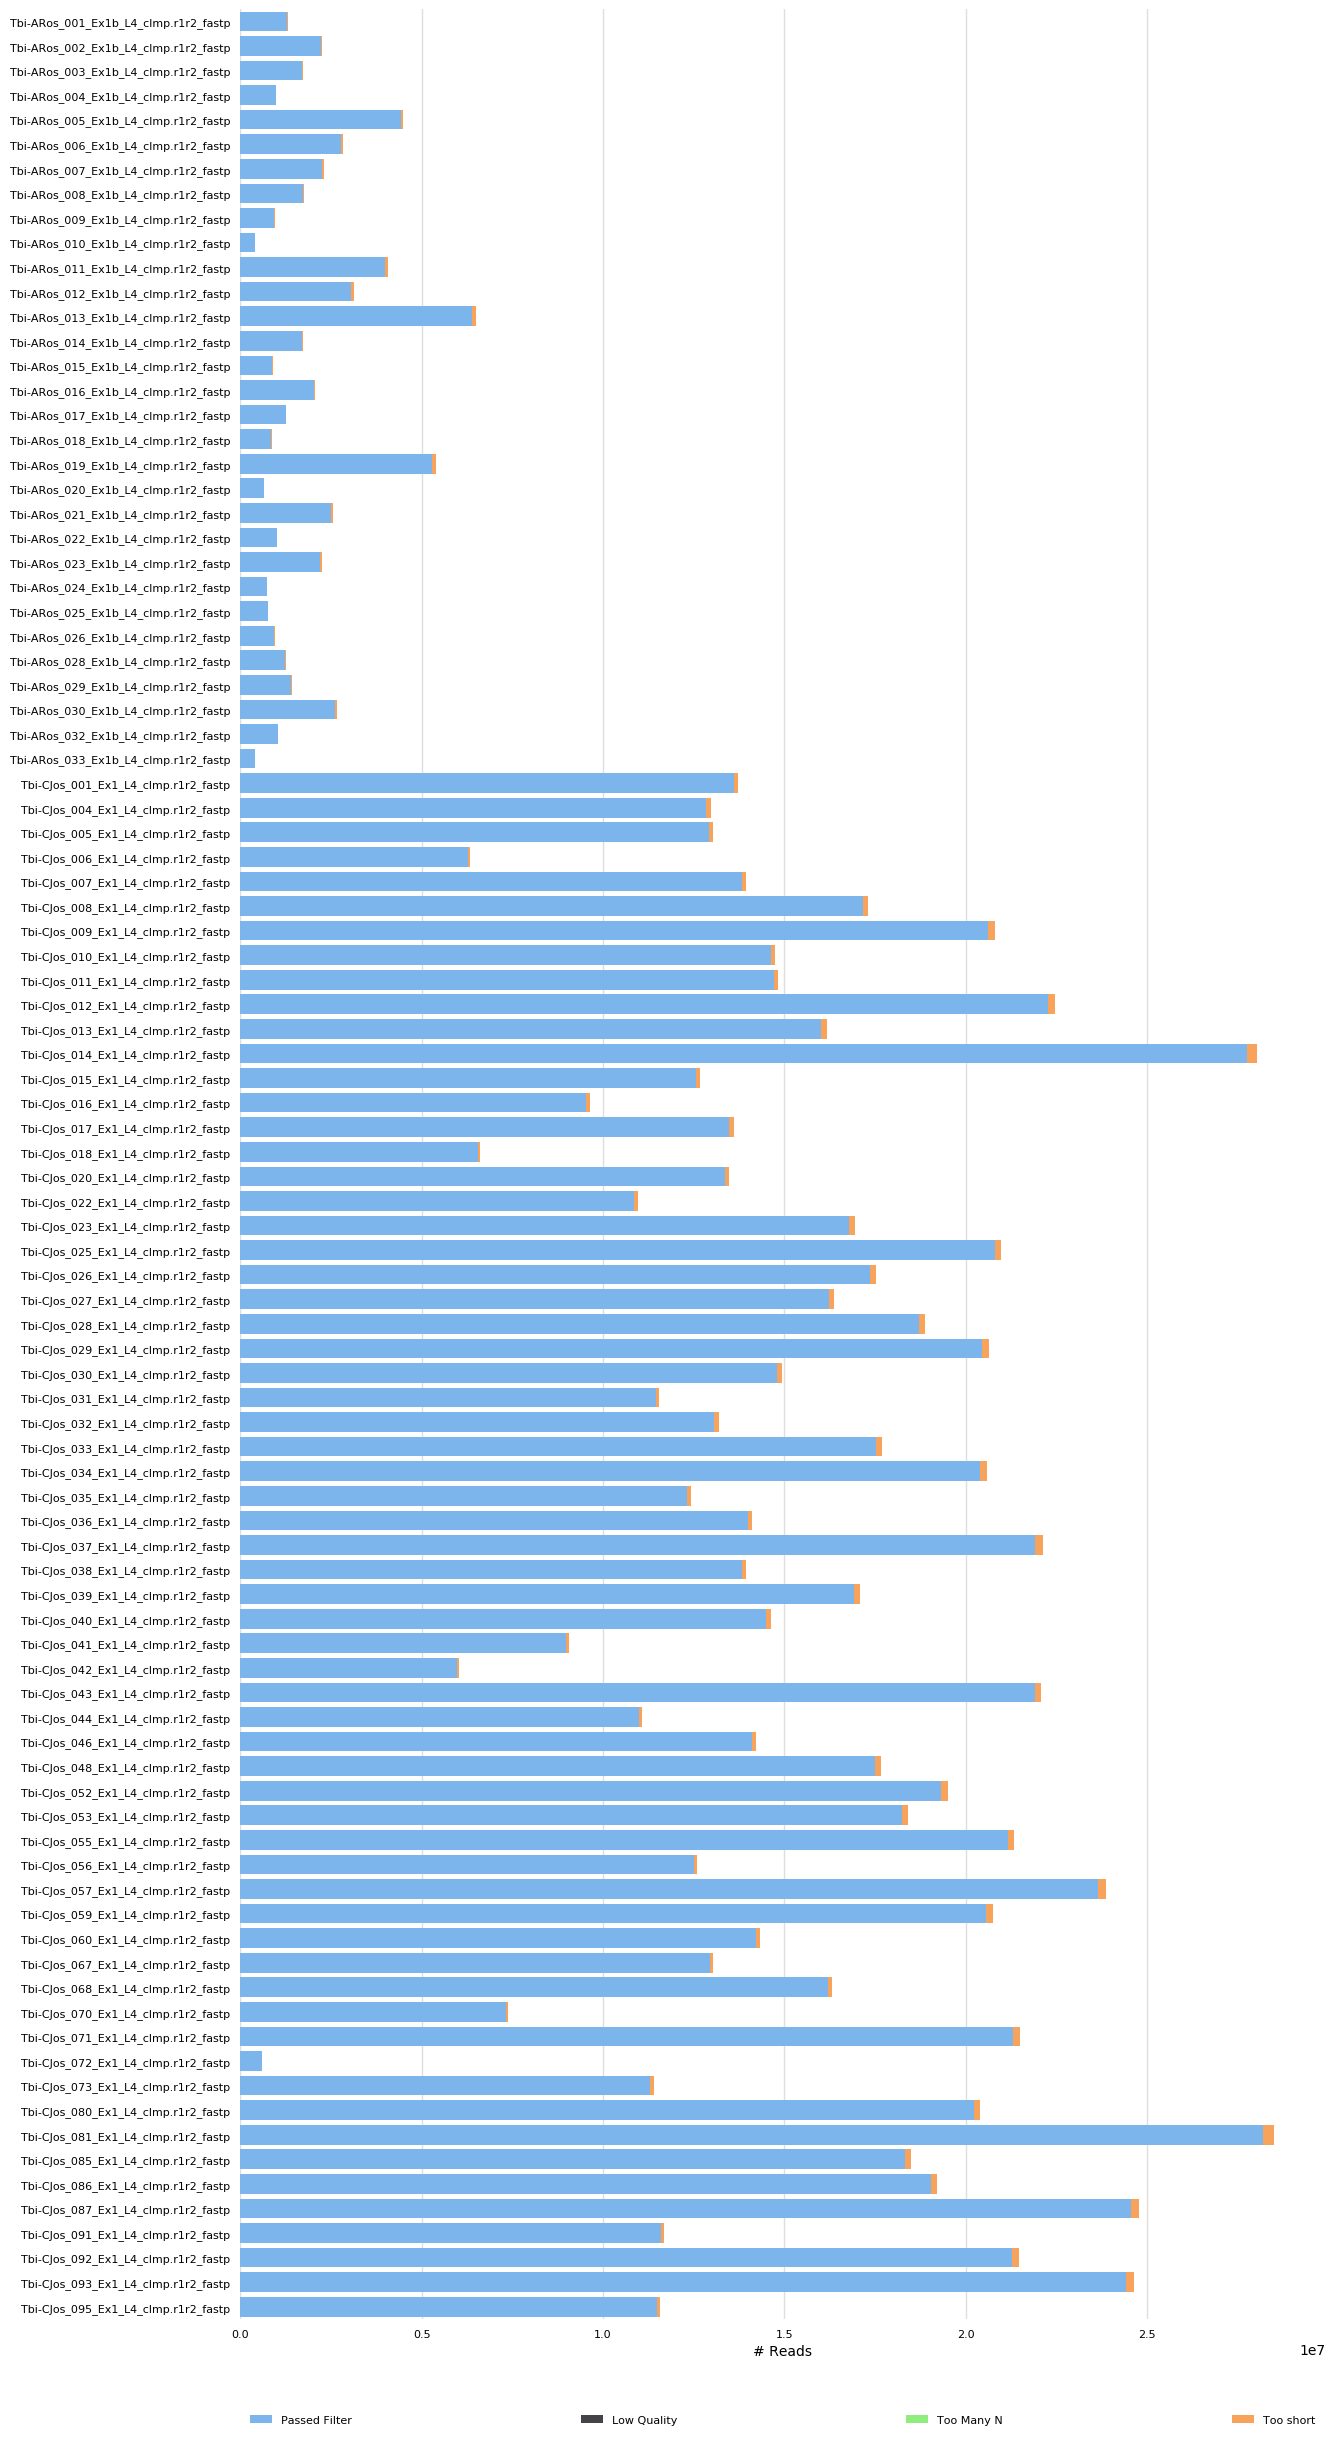 Tbi-ARos_001_Ex1b_L4_clmp.r1r2_fastp
Tbi-ARos_002_Ex1b_L4_clmp.r1r2_fastp
Tbi-ARos_003_Ex1b_L4_clmp.r1r2_fastp
Tbi-ARos_004_Ex1b_L4_clmp.r1r2_fastp
Tbi-ARos_005_Ex1b_L4_clmp.r1r2_fastp
Tbi-ARos_006_Ex1b_L4_clmp.r1r2_fastp
Tbi-ARos_007_Ex1b_L4_clmp.r1r2_fastp
Tbi-ARos_008_Ex1b_L4_clmp.r1r2_fastp
Tbi-ARos_009_Ex1b_L4_clmp.r1r2_fastp
Tbi-ARos_010_Ex1b_L4_clmp.r1r2_fastp
Tbi-ARos_011_Ex1b_L4_clmp.r1r2_fastp
Tbi-ARos_012_Ex1b_L4_clmp.r1r2_fastp
Tbi-ARos_013_Ex1b_L4_clmp.r1r2_fastp
Tbi-ARos_014_Ex1b_L4_clmp.r1r2_fastp
Tbi-ARos_015_Ex1b_L4_clmp.r1r2_fastp
Tbi-ARos_016_Ex1b_L4_clmp.r1r2_fastp
Tbi-ARos_017_Ex1b_L4_clmp.r1r2_fastp
Tbi-ARos_018_Ex1b_L4_clmp.r1r2_fastp
Tbi-ARos_019_Ex1b_L4_clmp.r1r2_fastp
Tbi-ARos_020_Ex1b_L4_clmp.r1r2_fastp
Tbi-ARos_021_Ex1b_L4_clmp.r1r2_fastp
Tbi-ARos_022_Ex1b_L4_clmp.r1r2_fastp
Tbi-ARos_023_Ex1b_L4_clmp.r1r2_fastp
Tbi-ARos_024_Ex1b_L4_clmp.r1r2_fastp
Tbi-ARos_025_Ex1b_L4_clmp.r1r2_fastp
Tbi-ARos_026_Ex1b_L4_clmp.r1r2_fastp
Tbi-ARos_028_Ex1b_L4_clmp.r1r2_fastp
Tbi-ARos_029_Ex1b_L4_clmp.r1r2_fastp
Tbi-ARos_030_Ex1b_L4_clmp.r1r2_fastp
Tbi-ARos_032_Ex1b_L4_clmp.r1r2_fastp
Tbi-ARos_033_Ex1b_L4_clmp.r1r2_fastp
Tbi-CJos_001_Ex1_L4_clmp.r1r2_fastp
Tbi-CJos_004_Ex1_L4_clmp.r1r2_fastp
Tbi-CJos_005_Ex1_L4_clmp.r1r2_fastp
Tbi-CJos_006_Ex1_L4_clmp.r1r2_fastp
Tbi-CJos_007_Ex1_L4_clmp.r1r2_fastp
Tbi-CJos_008_Ex1_L4_clmp.r1r2_fastp
Tbi-CJos_009_Ex1_L4_clmp.r1r2_fastp
Tbi-CJos_010_Ex1_L4_clmp.r1r2_fastp
Tbi-CJos_011_Ex1_L4_clmp.r1r2_fastp
Tbi-CJos_012_Ex1_L4_clmp.r1r2_fastp
Tbi-CJos_013_Ex1_L4_clmp.r1r2_fastp
Tbi-CJos_014_Ex1_L4_clmp.r1r2_fastp
Tbi-CJos_015_Ex1_L4_clmp.r1r2_fastp
Tbi-CJos_016_Ex1_L4_clmp.r1r2_fastp
Tbi-CJos_017_Ex1_L4_clmp.r1r2_fastp
Tbi-CJos_018_Ex1_L4_clmp.r1r2_fastp
Tbi-CJos_020_Ex1_L4_clmp.r1r2_fastp
Tbi-CJos_022_Ex1_L4_clmp.r1r2_fastp
Tbi-CJos_023_Ex1_L4_clmp.r1r2_fastp
Tbi-CJos_025_Ex1_L4_clmp.r1r2_fastp
Tbi-CJos_026_Ex1_L4_clmp.r1r2_fastp
Tbi-CJos_027_Ex1_L4_clmp.r1r2_fastp
Tbi-CJos_028_Ex1_L4_clmp.r1r2_fastp
Tbi-CJos_029_Ex1_L4_clmp.r1r2_fastp
Tbi-CJos_030_Ex1_L4_clmp.r1r2_fastp
Tbi-CJos_031_Ex1_L4_clmp.r1r2_fastp
Tbi-CJos_032_Ex1_L4_clmp.r1r2_fastp
Tbi-CJos_033_Ex1_L4_clmp.r1r2_fastp
Tbi-CJos_034_Ex1_L4_clmp.r1r2_fastp
Tbi-CJos_035_Ex1_L4_clmp.r1r2_fastp
Tbi-CJos_036_Ex1_L4_clmp.r1r2_fastp
Tbi-CJos_037_Ex1_L4_clmp.r1r2_fastp
Tbi-CJos_038_Ex1_L4_clmp.r1r2_fastp
Tbi-CJos_039_Ex1_L4_clmp.r1r2_fastp
Tbi-CJos_040_Ex1_L4_clmp.r1r2_fastp
Tbi-CJos_041_Ex1_L4_clmp.r1r2_fastp
Tbi-CJos_042_Ex1_L4_clmp.r1r2_fastp
Tbi-CJos_043_Ex1_L4_clmp.r1r2_fastp
Tbi-CJos_044_Ex1_L4_clmp.r1r2_fastp
Tbi-CJos_046_Ex1_L4_clmp.r1r2_fastp
Tbi-CJos_048_Ex1_L4_clmp.r1r2_fastp
Tbi-CJos_052_Ex1_L4_clmp.r1r2_fastp
Tbi-CJos_053_Ex1_L4_clmp.r1r2_fastp
Tbi-CJos_055_Ex1_L4_clmp.r1r2_fastp
Tbi-CJos_056_Ex1_L4_clmp.r1r2_fastp
Tbi-CJos_057_Ex1_L4_clmp.r1r2_fastp
Tbi-CJos_059_Ex1_L4_clmp.r1r2_fastp
Tbi-CJos_060_Ex1_L4_clmp.r1r2_fastp
Tbi-CJos_067_Ex1_L4_clmp.r1r2_fastp
Tbi-CJos_068_Ex1_L4_clmp.r1r2_fastp
Tbi-CJos_070_Ex1_L4_clmp.r1r2_fastp
Tbi-CJos_071_Ex1_L4_clmp.r1r2_fastp
Tbi-CJos_072_Ex1_L4_clmp.r1r2_fastp
Tbi-CJos_073_Ex1_L4_clmp.r1r2_fastp
Tbi-CJos_080_Ex1_L4_clmp.r1r2_fastp
Tbi-CJos_081_Ex1_L4_clmp.r1r2_fastp
Tbi-CJos_085_Ex1_L4_clmp.r1r2_fastp
Tbi-CJos_086_Ex1_L4_clmp.r1r2_fastp
Tbi-CJos_087_Ex1_L4_clmp.r1r2_fastp
Tbi-CJos_091_Ex1_L4_clmp.r1r2_fastp
Tbi-CJos_092_Ex1_L4_clmp.r1r2_fastp
Tbi-CJos_093_Ex1_L4_clmp.r1r2_fastp
Tbi-CJos_095_Ex1_L4_clmp.r1r2_fastp
0.0 0.5 1.0 1.5 2.0 2.5
# Reads 1e7
Passed Filter Low Quality Too Many N Too short